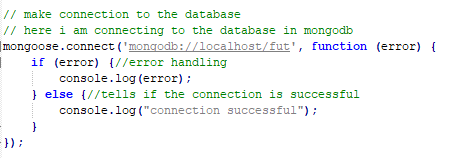 // make connection to the database
// here i am connecting to the database in mongodb
mongoose.connect('mongodb://localhost/fut', function (error) {
    if (error) {//error handling
        console.log(error);
    } else {//tells if the connection is successful
        console.log("connection successful");
    }
});